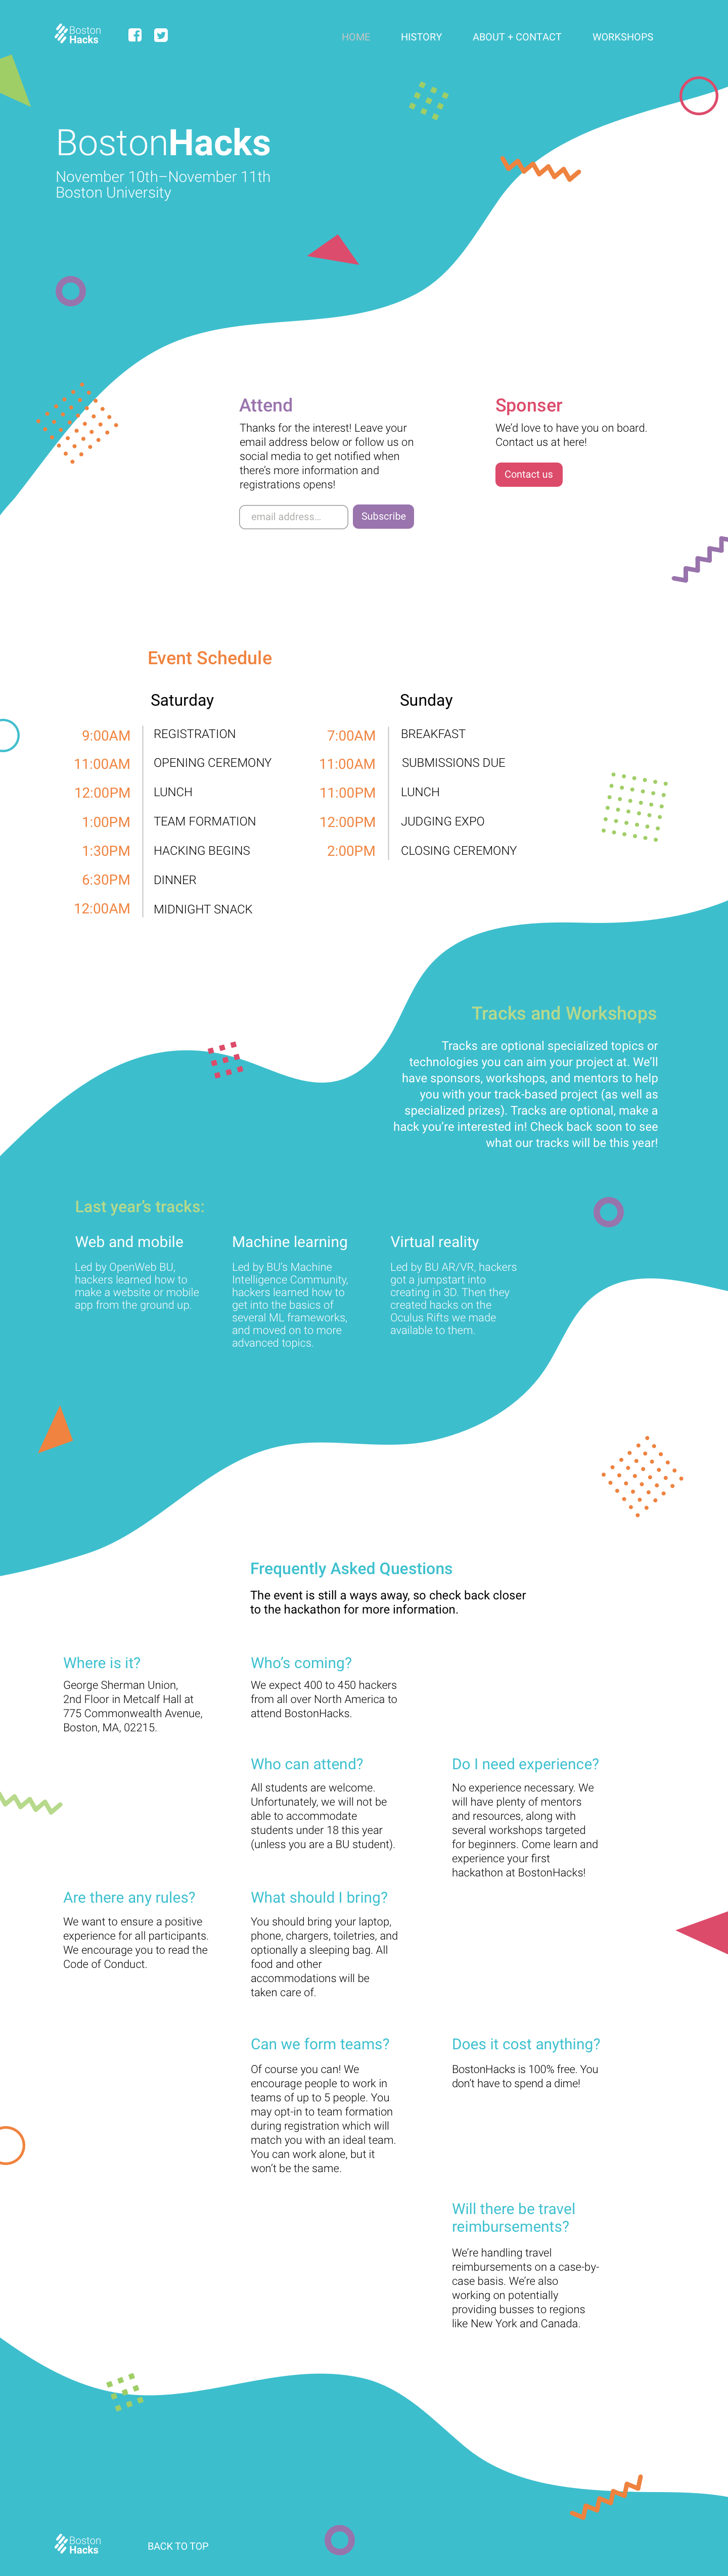 Boston
Hacks
HOME
HISTORY
ABOUT + CONTACT
WORKSHOPS
BostonHacks
November 10th–November 11th
Boston University
Attend
Thanks for the interest! Leave your
email address below or follow us on
social media to get notified when
there's more information and
registrations opens!
email address...
Subscribe
Sponser
We'd love to have you on board.
Contact us at here!
Contact us
Event Schedule
Saturday
9:00AM REGISTRATION
11:00AM OPENING CEREMONY
12:00PM LUNCH
1:00PM TEAM FORMATION
1:30PM HACKING BEGINS
6:30PM DINNER
12:00AM MIDNIGHT SNACK
Sunday
7:00AM BREAKFAST
11:00AM SUBMISSIONS DUE
11:00PM LUNCH
12:00PM JUDGING EXPO
2:00PM CLOSING CEREMONY
Tracks and Workshops
Tracks are optional specialized topics or
technologies you can aim your project at. We'll
have sponsors, workshops, and mentors to help
you with your track-based project (as well as
specialized prizes). Tracks are optional, make a
hack you're interested in! Check back soon to see
what our tracks will be this year!
Last year's tracks:
Web and mobile
Led by OpenWeb BU,
hackers learned how to
make a website or mobile
app from the ground up.
Machine learning
Led by BU's Machine
Intelligence Community,
hackers learned how to
get into the basics of
several ML frameworks,
and moved on to more
advanced topics.
Virtual reality
Led by BU AR/VR, hackers
got a jumpstart into
creating in 3D. Then they
created hacks on the
Oculus Rifts we made
available to them.
Frequently Asked Questions
The event is still a ways away, so check back closer
to the hackathon for more information.
Where is it?
George Sherman Union,
2nd Floor in Metcalf Hall at
775 Commonwealth Avenue,
Boston, MA, 02215.
Who's coming?
We expect 400 to 450 hackers
from all over North America to
attend BostonHacks.
Who can attend?
All students are welcome.
Unfortunately, we will not be
able to accommodate
students under 18 this year
(unless you are a BU student).
Do I need experience?
No experience necessary. We
will have plenty of mentors
and resources, along with
several workshops targeted
for beginners. Come learn and
experience your first
hackathon at BostonHacks!
Are there any rules?
We want to ensure a positive
experience for all participants.
We encourage you to read the
Code of Conduct.
What should I bring?
You should bring your laptop,
phone, chargers, toiletries, and
optionally a sleeping bag. All
food and other
accommodations will be
taken care of.
Can we form teams?
Of course you can! We
encourage people to work in
teams of up to 5 people. You
may opt-in to team formation
during registration which will
match you with an ideal team.
You can work alone, but it
won't be the same.
Does it cost anything?
BostonHacks is 100% free. You
don't have to spend a dime!
Will there be travel
reimbursements?
We're handling travel
reimbursements on a case-by-
case basis. We're also
working on potentially
providing busses to regions
like New York and Canada.
Boston
Hacks
BACK TO TOP